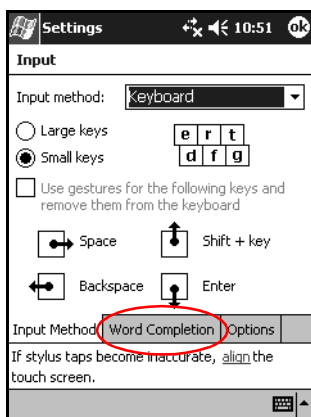 Settings 10:51 ok
Input
Input method: Keyboard
Large keys
Small keys
e r t
d f g
Use gestures for the following keys and
remove them from the keyboard
Space Shift + key
Backspace Enter
Input Method Word Completion Options
If stylus taps become inaccurate, align the
touch screen.